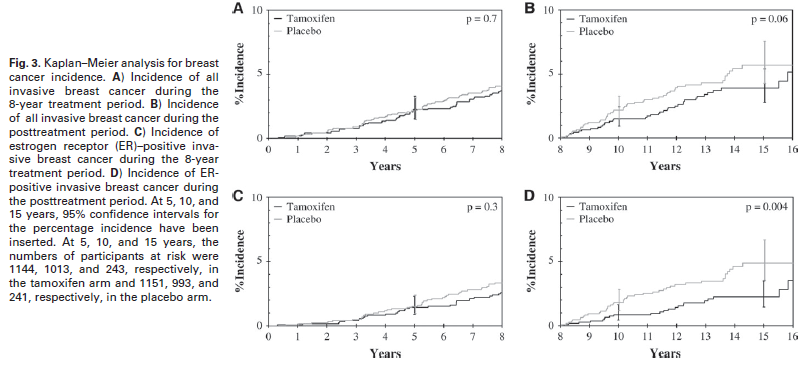 Fig. 3. Kaplan–Meier analysis for breast
cancer incidence. A) Incidence of all
invasive breast cancer during the
8-year treatment period. B) Incidence
of all invasive breast cancer during the
posttreatment period. C) Incidence of
estrogen receptor (ER)–positive inva-
sive breast cancer during the 8-year
treatment period. D) Incidence of ER-
positive invasive breast cancer during
the posttreatment period. At 5, 10, and
15 years, 95% confidence intervals for
the percentage incidence have been
inserted. At 5, 10, and 15 years, the
numbers of participants at risk were
1144, 1013, and 243, respectively, in
the tamoxifen arm and 1151, 993, and
241, respectively, in the placebo arm.
A
10
5
0
%Incidence
Tamoxifen
Placebo
p = 0.7
0 1 2 3 4 5 6 7 8
Years
B
10
5
0
%Incidence
Tamoxifen
Placebo
p = 0.06
8 9 10 11 12 13 14 15 16
Years
C
10
5
0
%Incidence
Tamoxifen
Placebo
p = 0.3
0 1 2 3 4 5 6 7 8
Years
D
10
5
0
%Incidence
Tamoxifen
Placebo
p = 0.004
8 9 10 11 12 13 14 15 16
Years